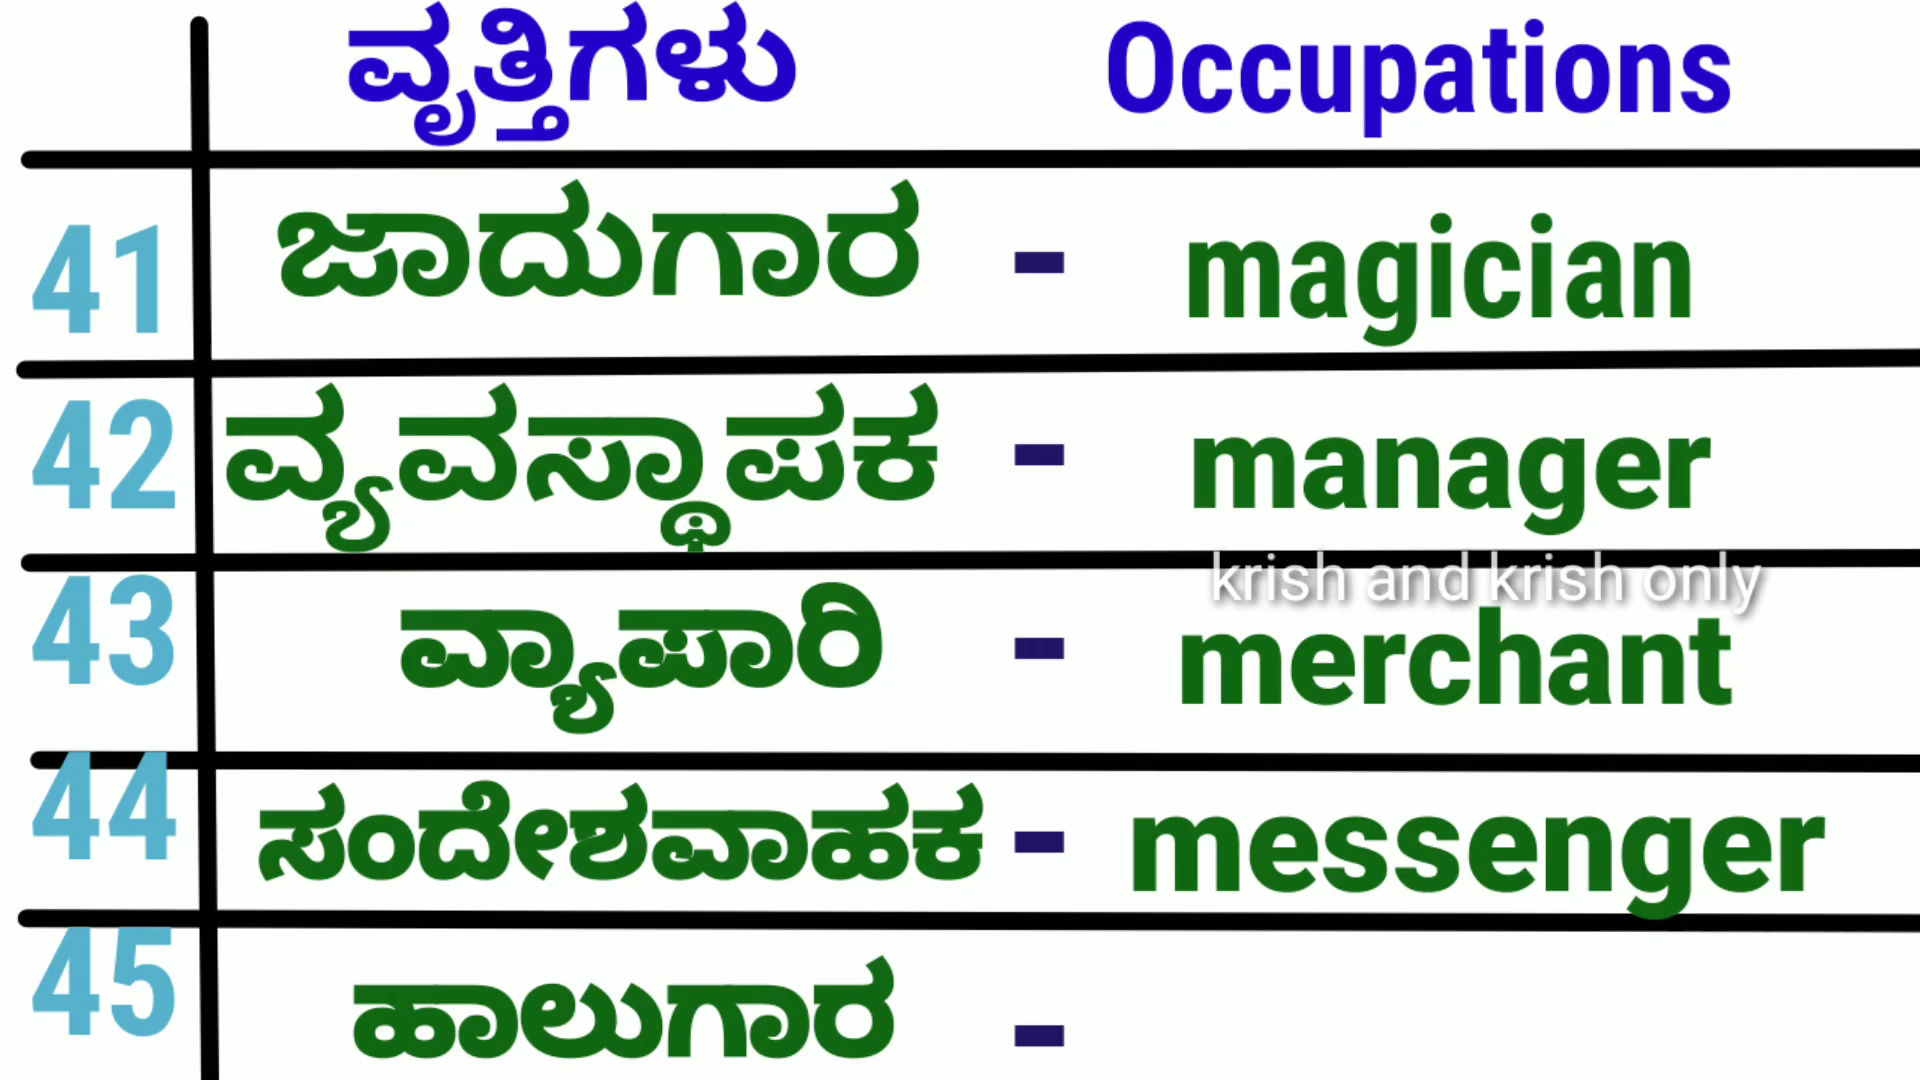 ವೃತ್ತಿಗಳು Occupations
41 ಜಾದುಗಾರ - magician
42 ವ್ಯವಸ್ಥಾಪಕ - manager
krish and krish only
43 ವ್ಯಾಪಾರಿ - merchant
44 ಸಂದೇಶವಾಹಕ - messenger
45 ಹಾಲುಗಾರ -